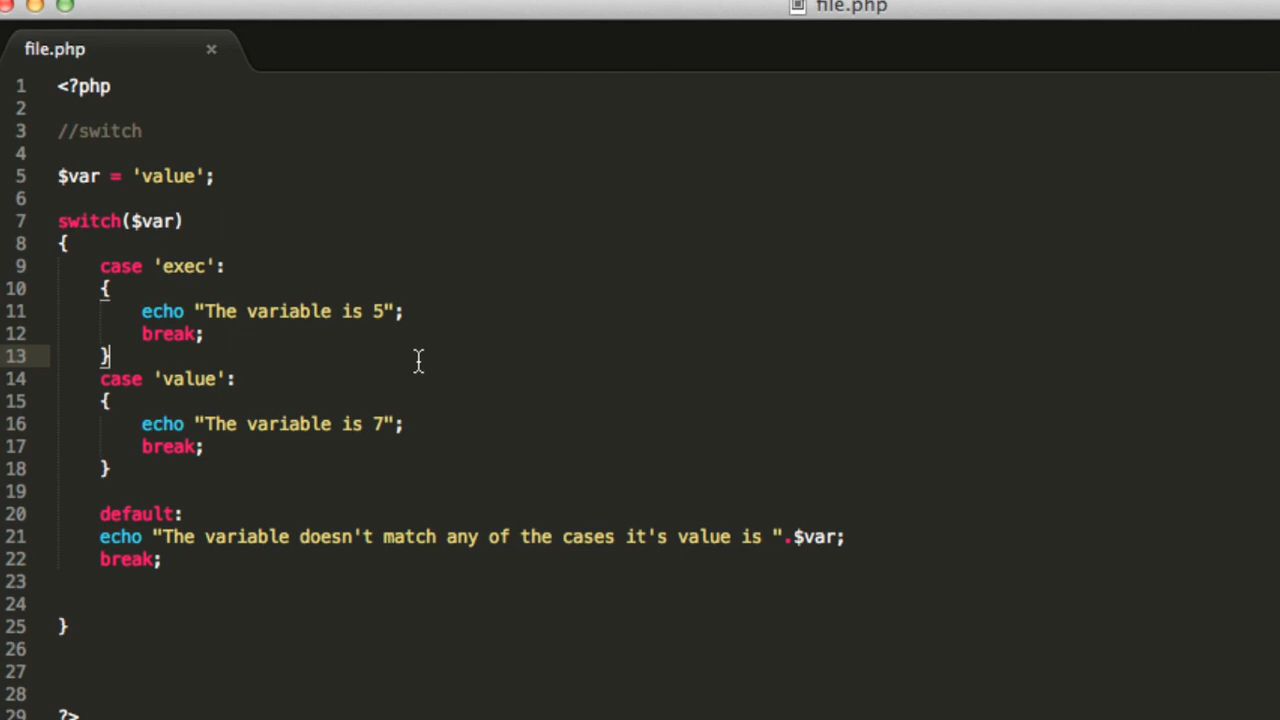 file.php
file.php ×
1 <?php
2
3 //switch
4
5 $var = 'value';
6
7 switch($var)
8 {
9 case 'exec':
10 {
11 echo "The variable is 5";
12 break;
13 }
14 case 'value':
15 {
16 echo "The variable is 7";
17 break;
18 }
19
20 default:
21 echo "The variable doesn't match any of the cases it's value is ".$var;
22 break;
23
24
25 }
26
27
28
29 ?>